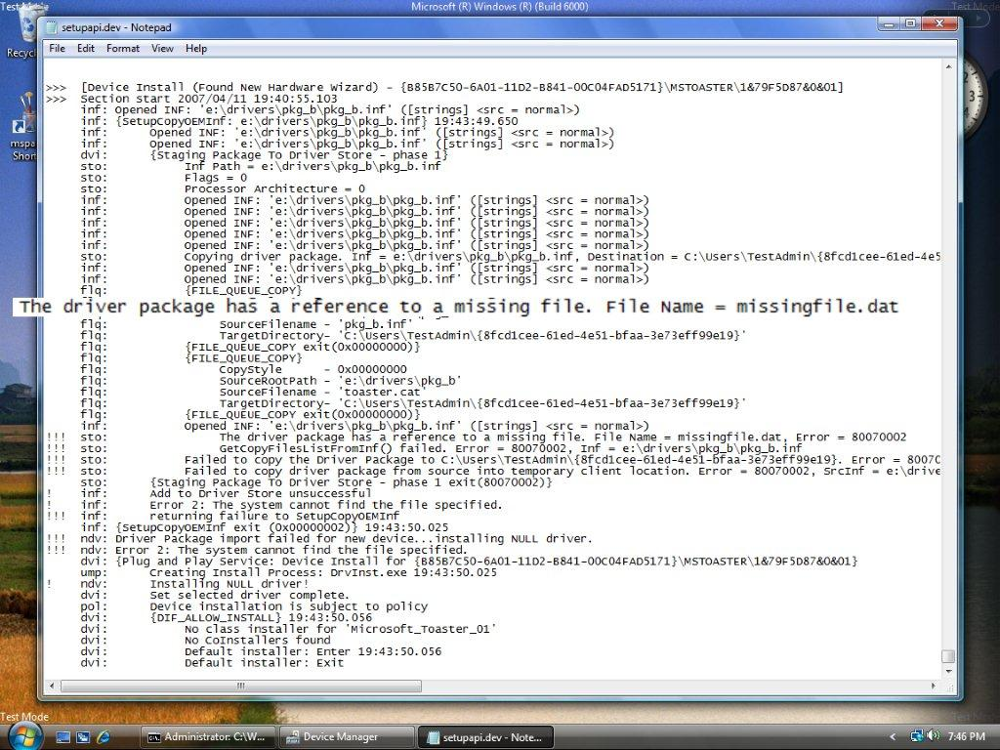 Test Mode
Microsoft (R) Windows (R) (Build 6000)
Test Mode
Recyc
mspa
Short
setupapi.dev - Notepad
File Edit Format View Help
>>> [Device Install (Found New Hardware Wizard) - {B85B7C50-6A01-11D2-B841-00C04FAD5171}\MSTOASTER\1&79F5D87&0&01]
>>> Section start 2007/04/11 19:40:55.103
inf: Opened INF: 'e:\drivers\pkg_b\pkg_b.inf' ([strings] <src = normal>)
inf: {SetupCopyOEMInf: e:\drivers\pkg_b\pkg_b.inf} 19:43:49.650
inf: Opened INF: 'e:\drivers\pkg_b\pkg_b.inf' ([strings] <src = normal>)
inf: Opened INF: 'e:\drivers\pkg_b\pkg_b.inf' ([strings] <src = normal>)
dvi: {Staging Package To Driver Store - phase 1}
sto: Inf Path = e:\drivers\pkg_b\pkg_b.inf
sto: Flags = 0
sto: Processor Architecture = 0
inf: Opened INF: 'e:\drivers\pkg_b\pkg_b.inf' ([strings] <src = normal>)
inf: Opened INF: 'e:\drivers\pkg_b\pkg_b.inf' ([strings] <src = normal>)
inf: Opened INF: 'e:\drivers\pkg_b\pkg_b.inf' ([strings] <src = normal>)
inf: Opened INF: 'e:\drivers\pkg_b\pkg_b.inf' ([strings] <src = normal>)
inf: Opened INF: 'e:\drivers\pkg_b\pkg_b.inf' ([strings] <src = normal>)
sto: Copying driver package. Inf = e:\drivers\pkg_b\pkg_b.inf, Destination = C:\Users\TestAdmin\{8fcd1cee-61ed-4e5
inf: Opened INF: 'e:\drivers\pkg_b\pkg_b.inf' ([strings] <src = normal>)
inf: Opened INF: 'e:\drivers\pkg_b\pkg_b.inf' ([strings] <src = normal>)
flq: {FILE_QUEUE_COPY}
The driver package has a reference to a missing file. File Name = missingfile.dat
flq: SourceFilename - 'pkg_b.inf'
flq: TargetDirectory- 'C:\Users\TestAdmin\{8fcd1cee-61ed-4e51-bfaa-3e73eff99e19}'
flq: {FILE_QUEUE_COPY exit(0x00000000)}
flq: {FILE_QUEUE_COPY}
flq: CopyStyle - 0x00000000
flq: SourceRootPath - 'e:\drivers\pkg_b'
flq: SourceFilename - 'toaster.cat'
flq: TargetDirectory- 'C:\Users\TestAdmin\{8fcd1cee-61ed-4e51-bfaa-3e73eff99e19}'
flq: {FILE_QUEUE_COPY exit(0x00000000)}
inf: Opened INF: 'e:\drivers\pkg_b\pkg_b.inf' ([strings] <src = normal>)
!!! sto: The driver package has a reference to a missing file. File Name = missingfile.dat, Error = 80070002
!!! sto: GetCopyFilesListFromInf() failed. Error = 80070002, Inf = e:\drivers\pkg_b\pkg_b.inf
!!! sto: Failed to copy the Driver Package to C:\Users\TestAdmin\{8fcd1cee-61ed-4e51-bfaa-3e73eff99e19}. Error = 80070
!!! sto: Failed to copy driver package from source into temporary client location. Error = 80070002, SrcInf = e:\drive
sto: {Staging Package To Driver Store - phase 1 exit(80070002)}
! inf: Add to Driver Store unsuccessful
! inf: Error 2: The system cannot find the file specified.
!!! inf: returning failure to SetupCopyOEMInf
inf: {SetupCopyOEMInf exit (0x00000002)} 19:43:50.025
!!! ndv: Driver Package import failed for new device...installing NULL driver.
!!! ndv: Error 2: The system cannot find the file specified.
dvi: {Plug and Play Service: Device Install for {B85B7C50-6A01-11D2-B841-00C04FAD5171}\MSTOASTER\1&79F5D87&0&01}
ump: Creating Install Process: DrvInst.exe 19:43:50.025
! ndv: Installing NULL driver!
dvi: Set selected driver complete.
pol: Device installation is subject to policy
dvi: {DIF_ALLOW_INSTALL} 19:43:50.056
dvi: No class installer for 'Microsoft_Toaster_01'
dvi: No CoInstallers found
dvi: Default installer: Enter 19:43:50.056
dvi: Default installer: Exit
Test Mode
Test Mode
Administrator: C:\W...
Device Manager
setupapi.dev - Note...
7:46 PM